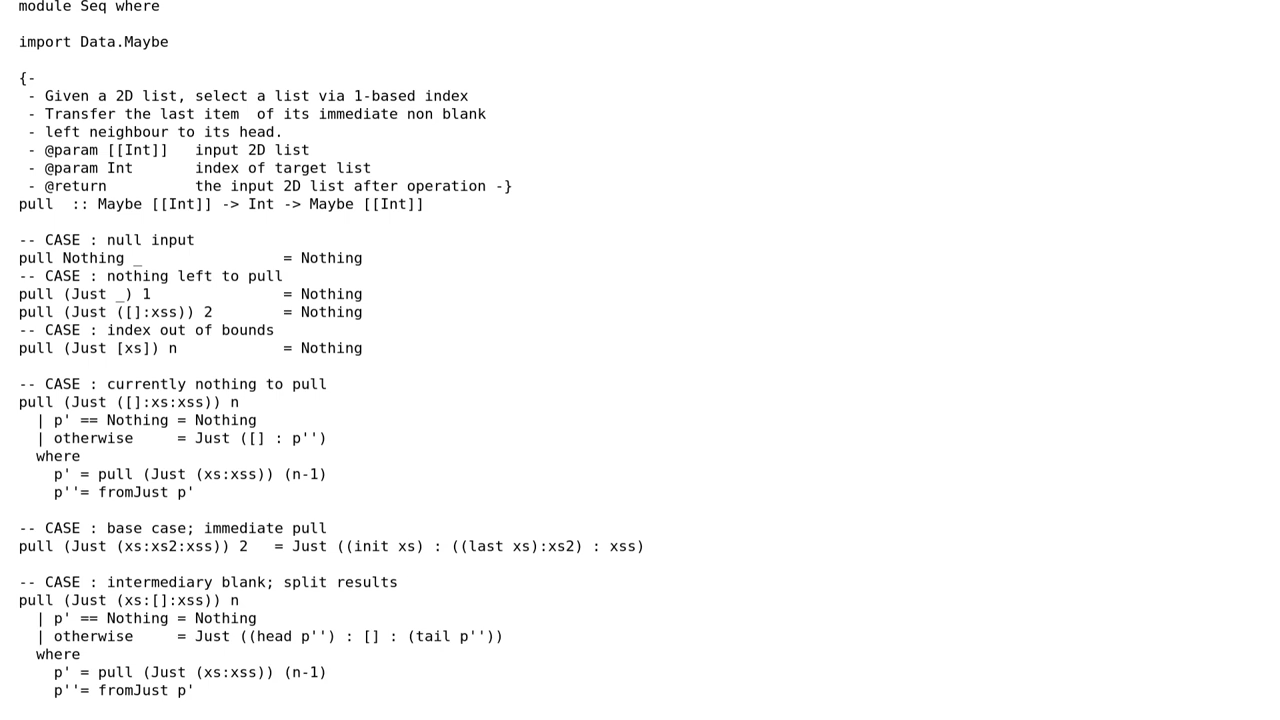 module Seq where

import Data.Maybe

{-
 - Given a 2D list, select a list via 1-based index
 - Transfer the last item  of its immediate non blank
 - left neighbour to its head.
 - @param [[Int]]   input 2D list
 - @param Int       index of target list
 - @return          the input 2D list after operation -}
pull  :: Maybe [[Int]] -> Int -> Maybe [[Int]]

-- CASE : null input
pull Nothing _                = Nothing
-- CASE : nothing left to pull
pull (Just _) 1               = Nothing
pull (Just ([]:xss)) 2        = Nothing
-- CASE : index out of bounds
pull (Just [xs]) n            = Nothing

-- CASE : currently nothing to pull
pull (Just ([]:xs:xss)) n
  | p' == Nothing = Nothing
  | otherwise     = Just ([] : p'')
  where
    p' = pull (Just (xs:xss)) (n-1)
    p''= fromJust p'

-- CASE : base case; immediate pull
pull (Just (xs:xs2:xss)) 2   = Just ((init xs) : ((last xs):xs2) : xss)

-- CASE : intermediary blank; split results
pull (Just (xs:[]:xss)) n
  | p' == Nothing = Nothing
  | otherwise     = Just ((head p'') : [] : (tail p''))
  where
    p' = pull (Just (xs:xss)) (n-1)
    p''= fromJust p'